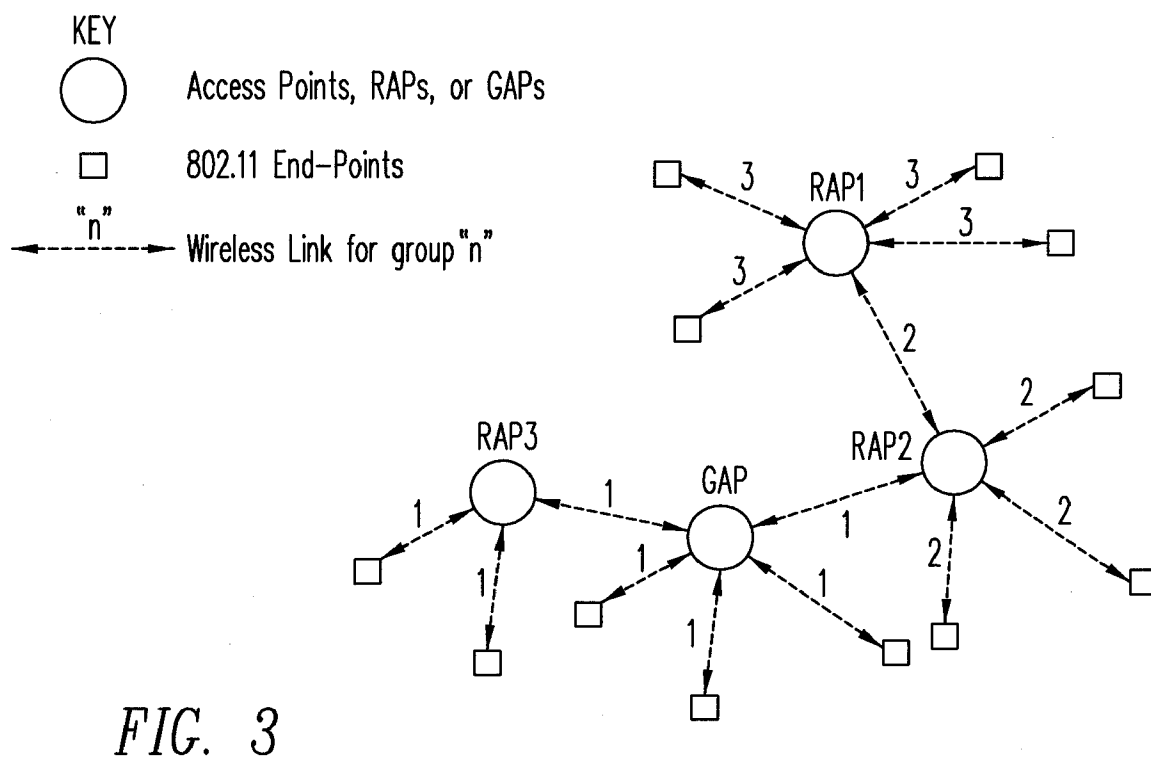 KEY
Access Points, RAPs, or GAPs
802.11 End-Points
"n"
Wireless Link for group "n"
3
RAP1
3
3
3
2
2
RAP3
GAP
RAP2
1
1
1
2
1
1
1
1
2
FIG. 3